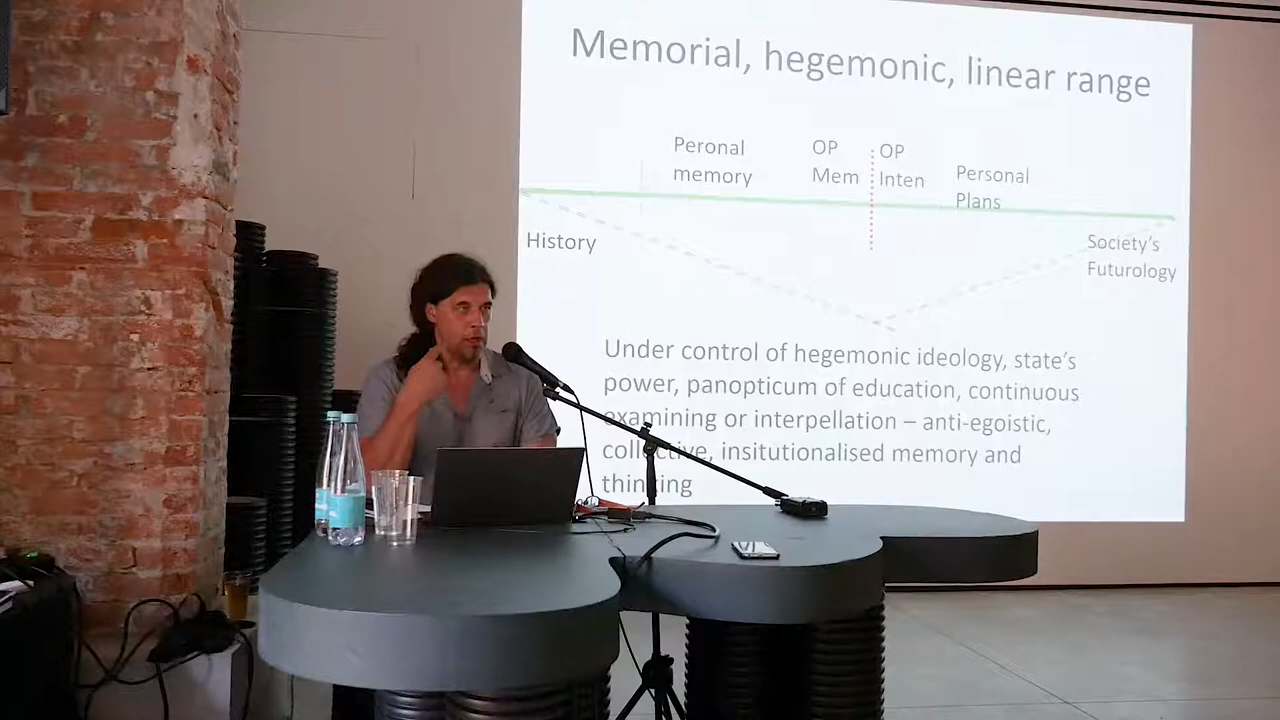 Memorial, hegemonic, linear range
Peronal
memory
OP
Mem
OP
Inten
Personal
Plans
History
Society's
Futurology
Under control of hegemonic ideology, state's
power, panopticum of education, continuous
examining or interpellation – anti-egoistic,
collective, insitutionalised memory and
thinking